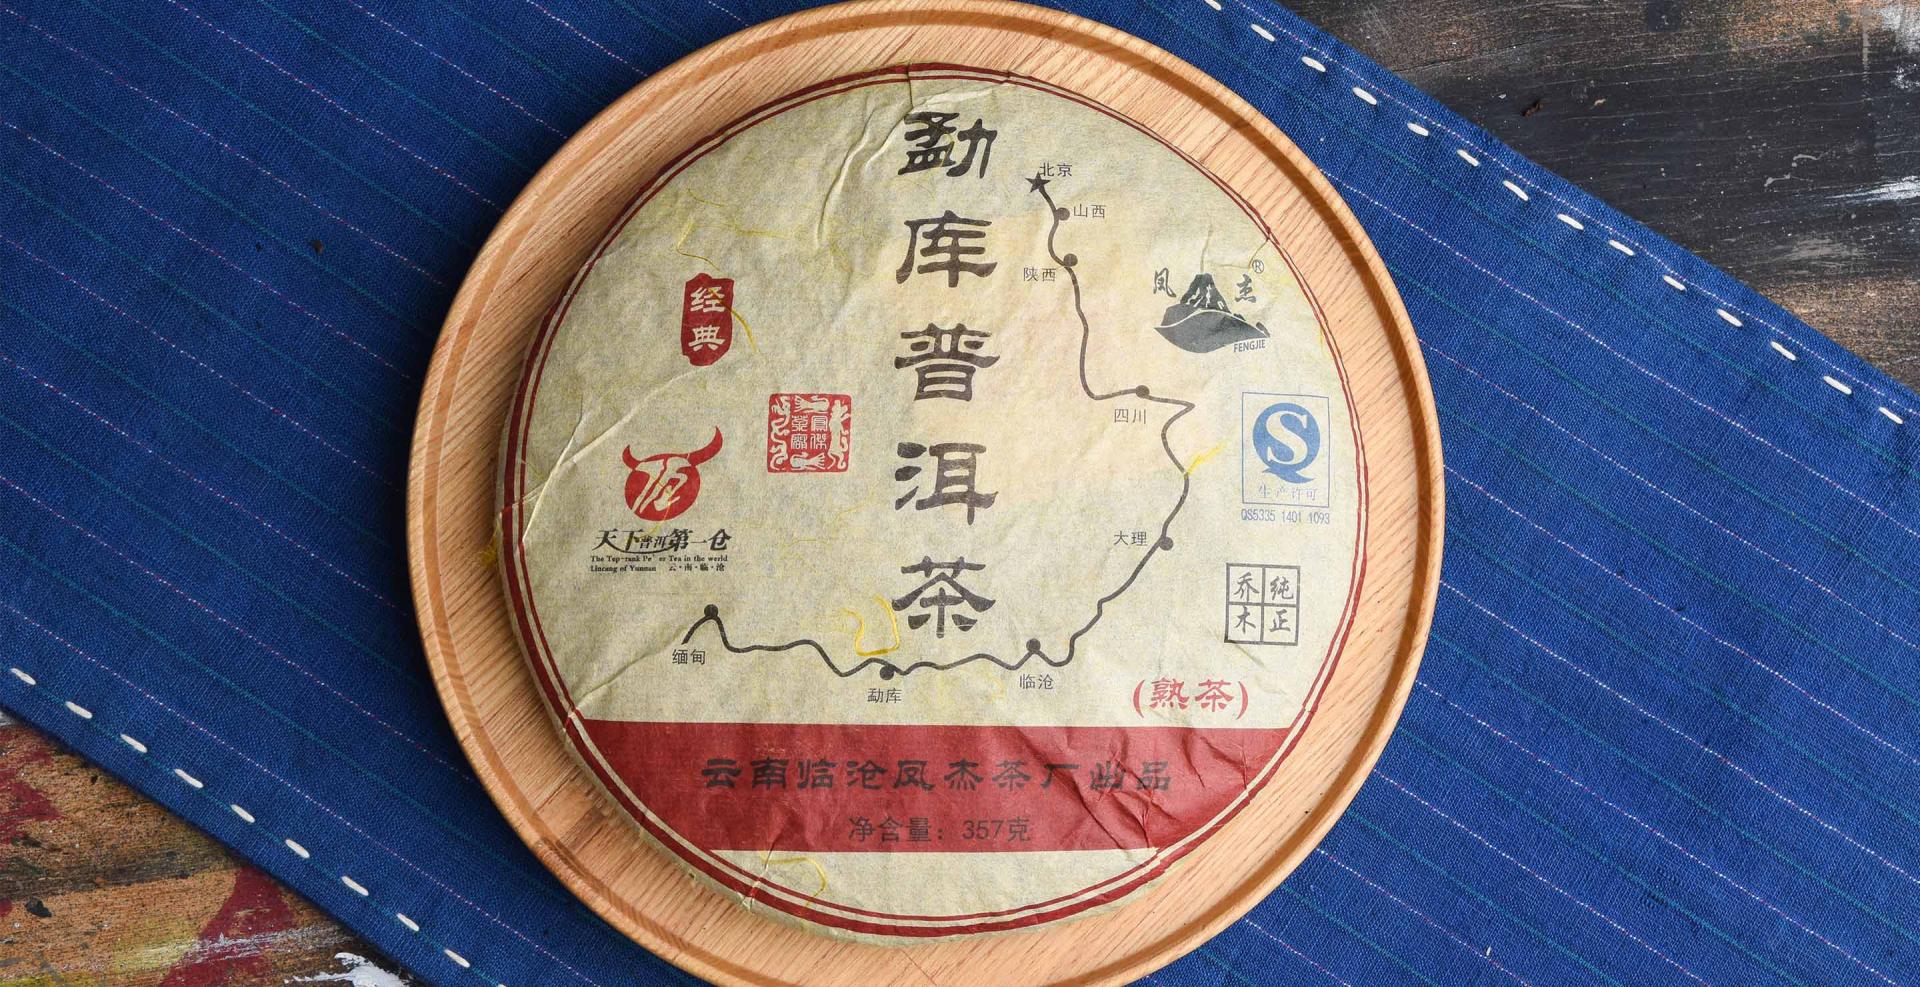 勐库普洱茶
北京
山西
陕西
四川
大理
临沧
勐库
缅甸
经典
天下普洱第一仓
The Top-rank Pu'er Tea in the world
Lincang of Yunnan 云·南·临·沧
凤杰®
FENGJIE
生产许可
QS5335 1401 1093
纯正
乔木
(熟茶)
云南临沧凤杰茶厂出品
净含量：357克